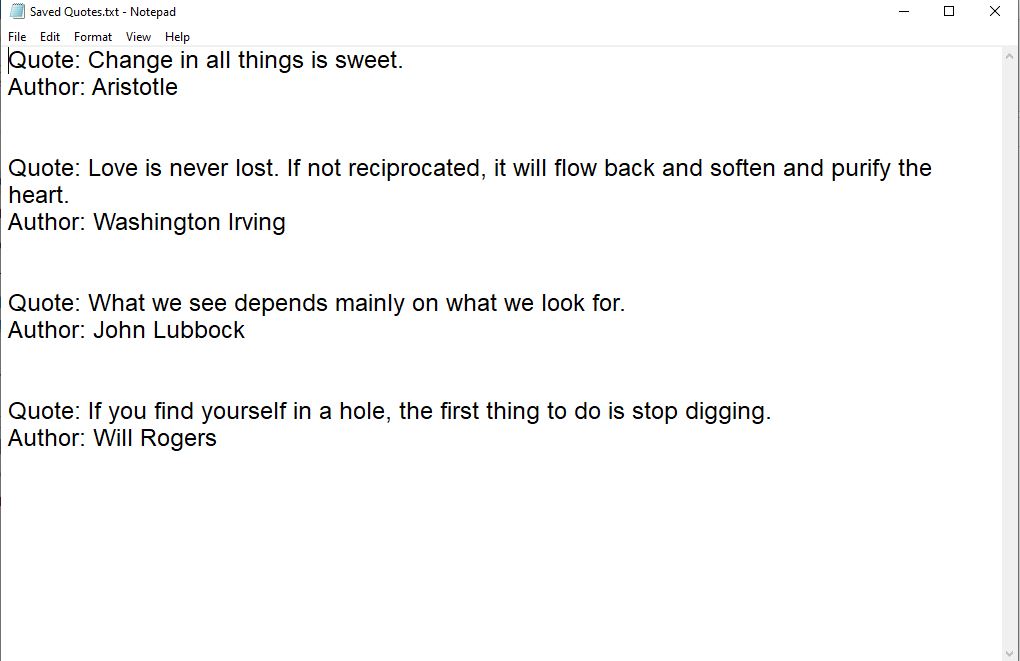 Saved Quotes.txt - Notepad
File Edit Format View Help
Quote: Change in all things is sweet.
Author: Aristotle
Quote: Love is never lost. If not reciprocated, it will flow back and soften and purify the
heart.
Author: Washington Irving
Quote: What we see depends mainly on what we look for.
Author: John Lubbock
Quote: If you find yourself in a hole, the first thing to do is stop digging.
Author: Will Rogers